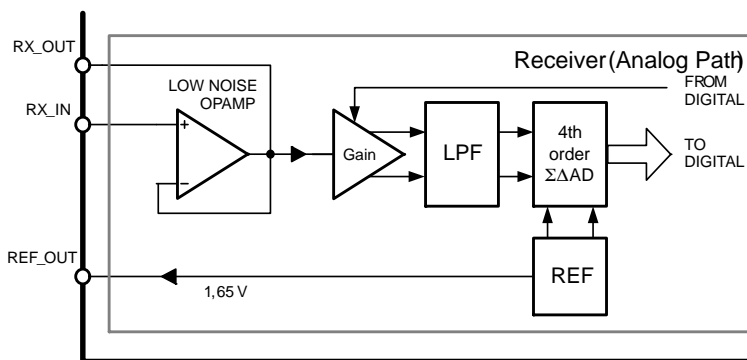 RX_OUT
Receiver (Analog Path)
LOW NOISE
OPAMP
FROM
DIGITAL
RX_IN
+
Gain
LPF
4th
order
ΣΔAD
TO
DIGITAL
−
REF_OUT
1,65 V
REF